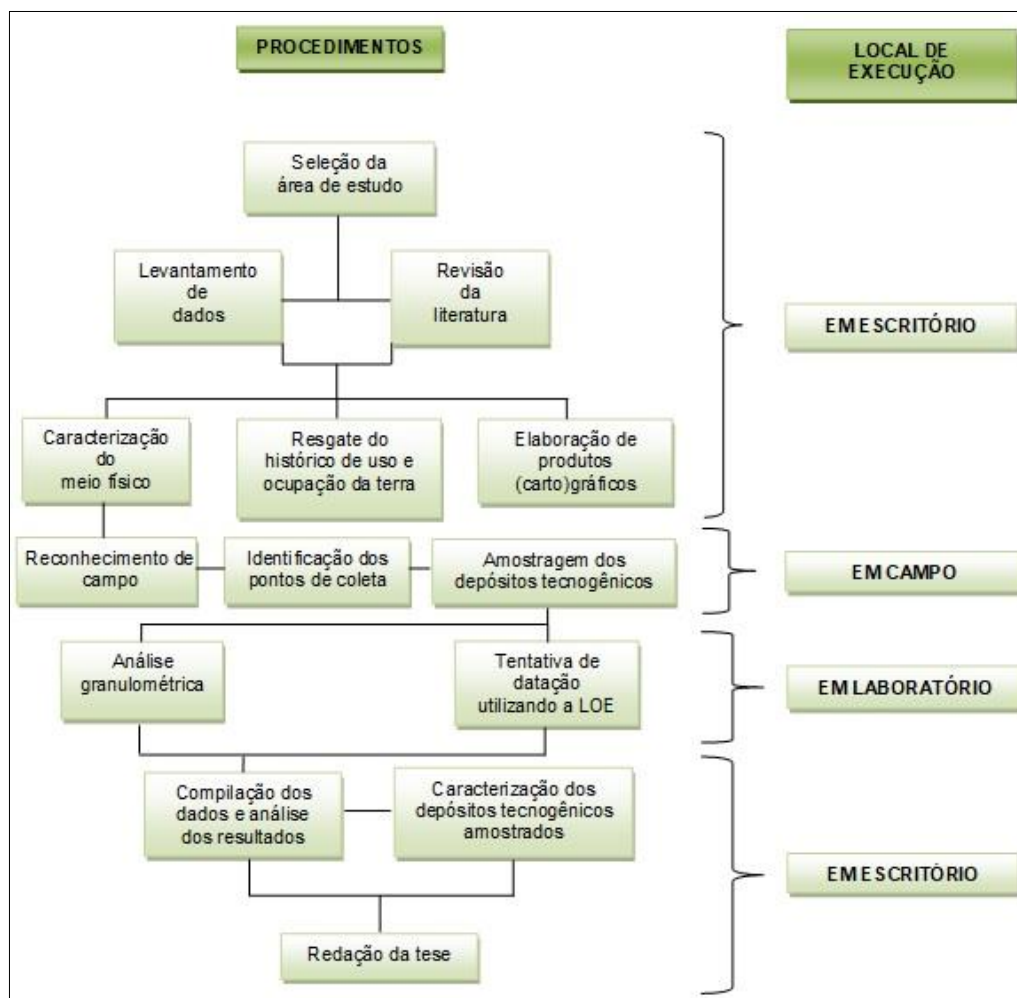 PROCEDIMENTOS
LOCAL DE
EXECUÇÃO
Seleção da
área de estudo
Levantamento
de
dados
Revisão
da
literatura
EM ESCRITÓRIO
Caracterização
do
meio físico
Resgate do
histórico de uso e
ocupação da terra
Elaboração de
produtos
(carto)gráficos
Reconhecimento de
campo
Identificação dos
pontos de coleta
Amostragem dos
depósitos tecnogênicos
EM CAMPO
Análise
granulométrica
Tentativa de
datação
utilizando a LOE
EM LABORATÓRIO
Compilação dos
dados e análise
dos resultados
Caracterização dos
depósitos tecnogênicos
amostrados
EM ESCRITÓRIO
Redação da tese